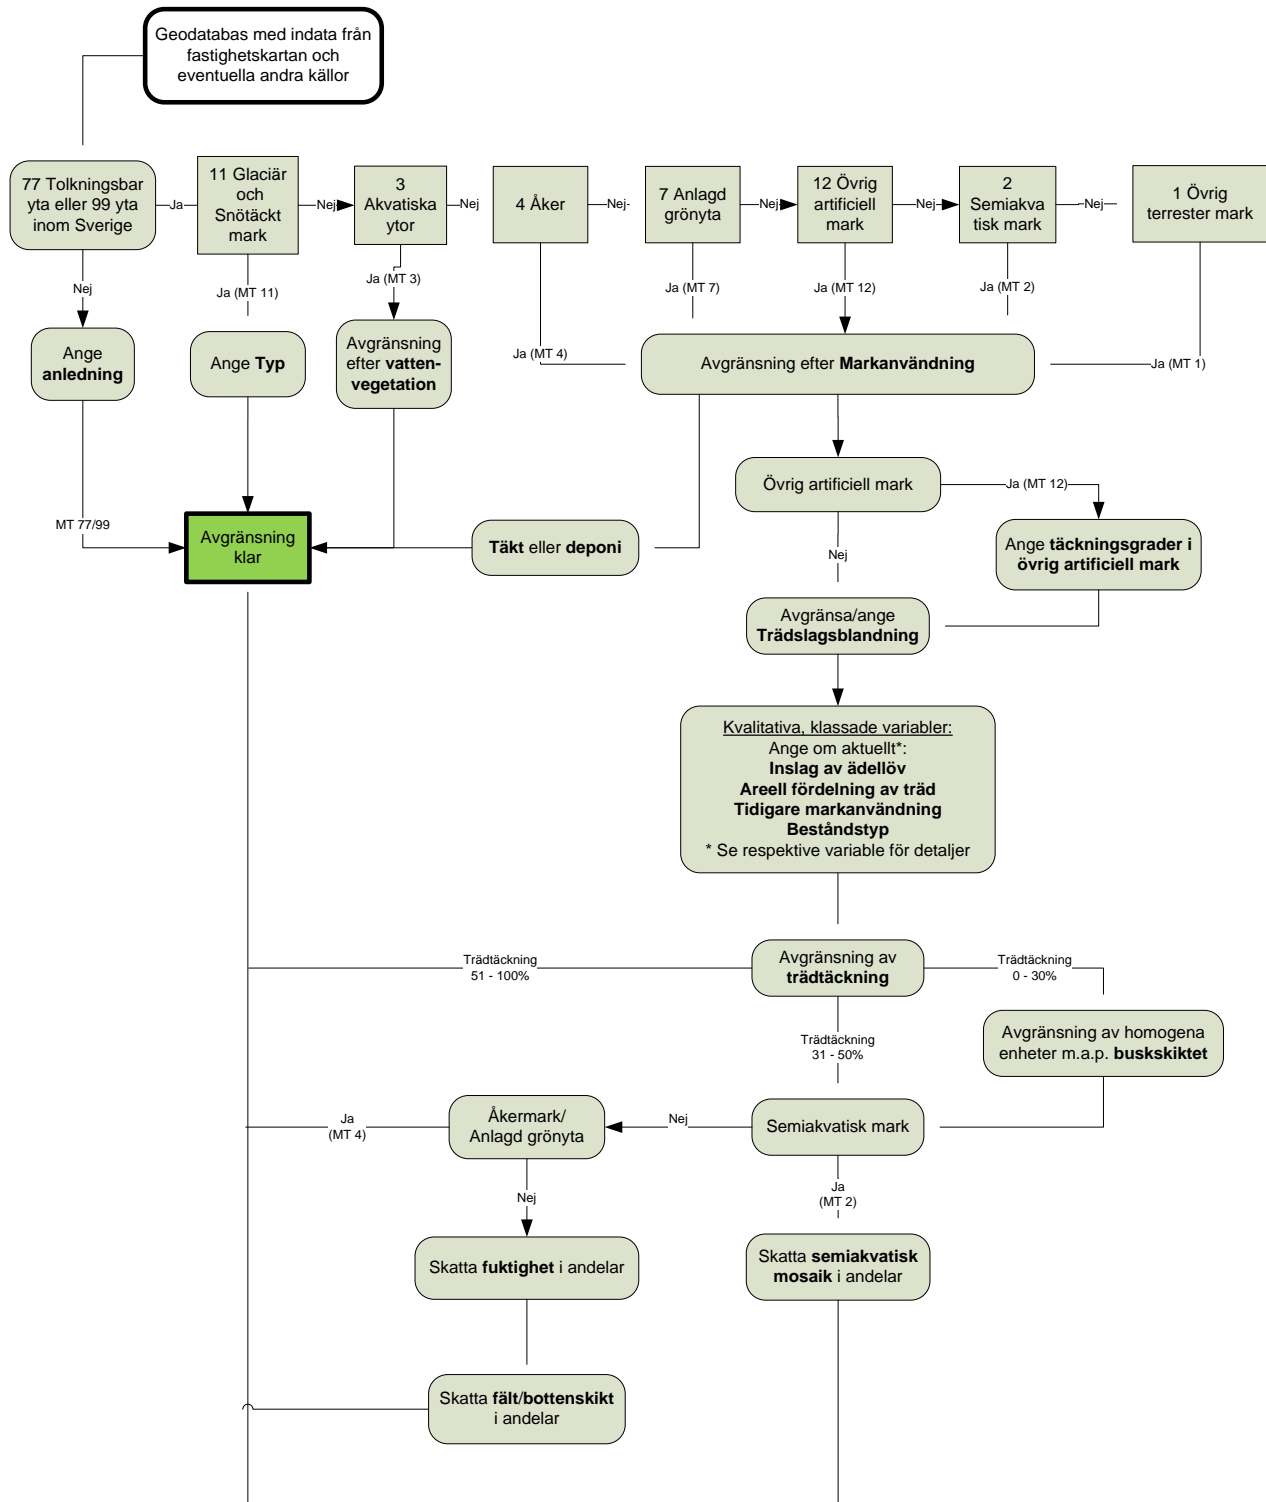 Geodatabas med indata från
fastighetskartan och
eventuella andra källor
77 Tolkningsbar
yta eller 99 yta
inom Sverige
Ja
11 Glaciär
och
Snötäckt
mark
Nej
3
Akvatiska
ytor
Nej
4 Åker
Nej
7 Anlagd
grönyta
Nej
12 Övrig
artificiell
mark
Nej
2
Semiakva
tisk mark
Nej
1 Övrig
terrester mark
Nej
Ja (MT 11)
Ja (MT 3)
Ja (MT 4)
Ja (MT 7)
Ja (MT 12)
Ja (MT 2)
Ja (MT 1)
Ange
anledning
Ange Typ
Avgränsning
efter vatten-
vegetation
Avgränsning efter Markanvändning
Övrig artificiell mark
Ja (MT 12)
MT 77/99
Avgränsning
klar
Täkt eller deponi
Nej
Ange täckningsgrader i
övrig artificiell mark
Avgränsa/ange
Trädslagsblandning
Kvalitativa, klassade variabler:
Ange om aktuellt*:
Inslag av ädellöv
Areell fördelning av träd
Tidigare markanvändning
Beståndstyp
* Se respektive variable för detaljer
Trädtäckning
51 - 100%
Avgränsning av
trädtäckning
Trädtäckning
0 - 30%
Trädtäckning
31 - 50%
Avgränsning av homogena
enheter m.a.p. buskskiktet
Ja
(MT 4)
Åkermark/
Anlagd grönyta
Nej
Semiakvatisk mark
Nej
Ja
(MT 2)
Skatta fuktighet i andelar
Skatta semiakvatisk
mosaik i andelar
Skatta fält/bottenskikt
i andelar